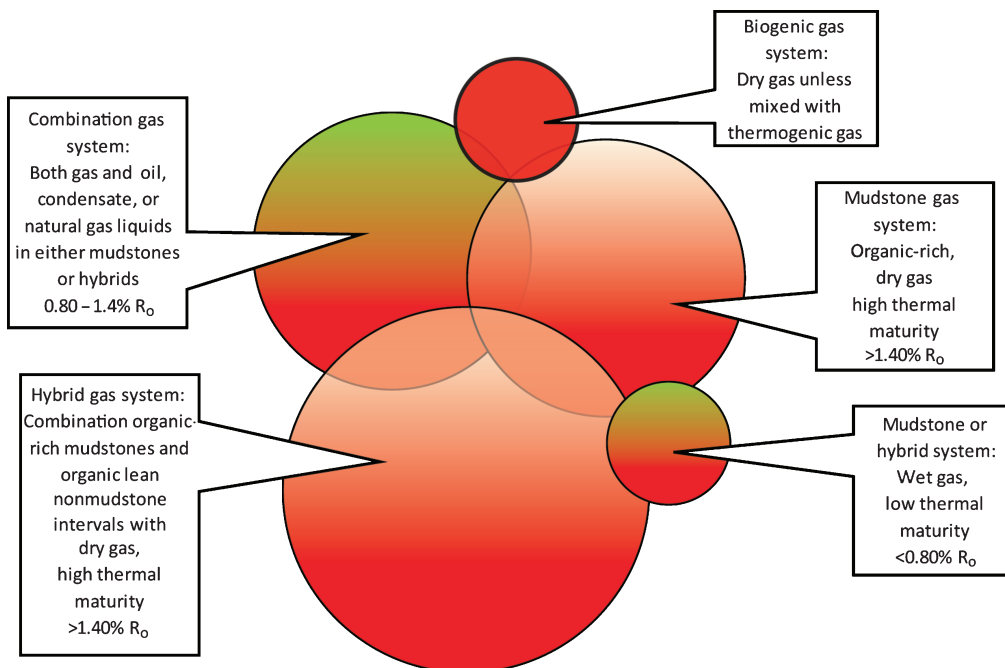 Biogenic gas
system:
Dry gas unless
mixed with
thermogenic gas
Combination gas
system:
Both gas and oil,
condensate, or
natural gas liquids
in either mudstones
or hybrids
0.80 – 1.4% Ro
Mudstone gas
system:
Organic-rich,
dry gas
high thermal
maturity
>1.40% Ro
Hybrid gas system:
Combination organic-
rich mudstones and
organic lean
nonmudstone
intervals with
dry gas,
high thermal
maturity
>1.40% Ro
Mudstone or
hybrid system:
Wet gas,
low thermal
maturity
<0.80% Ro